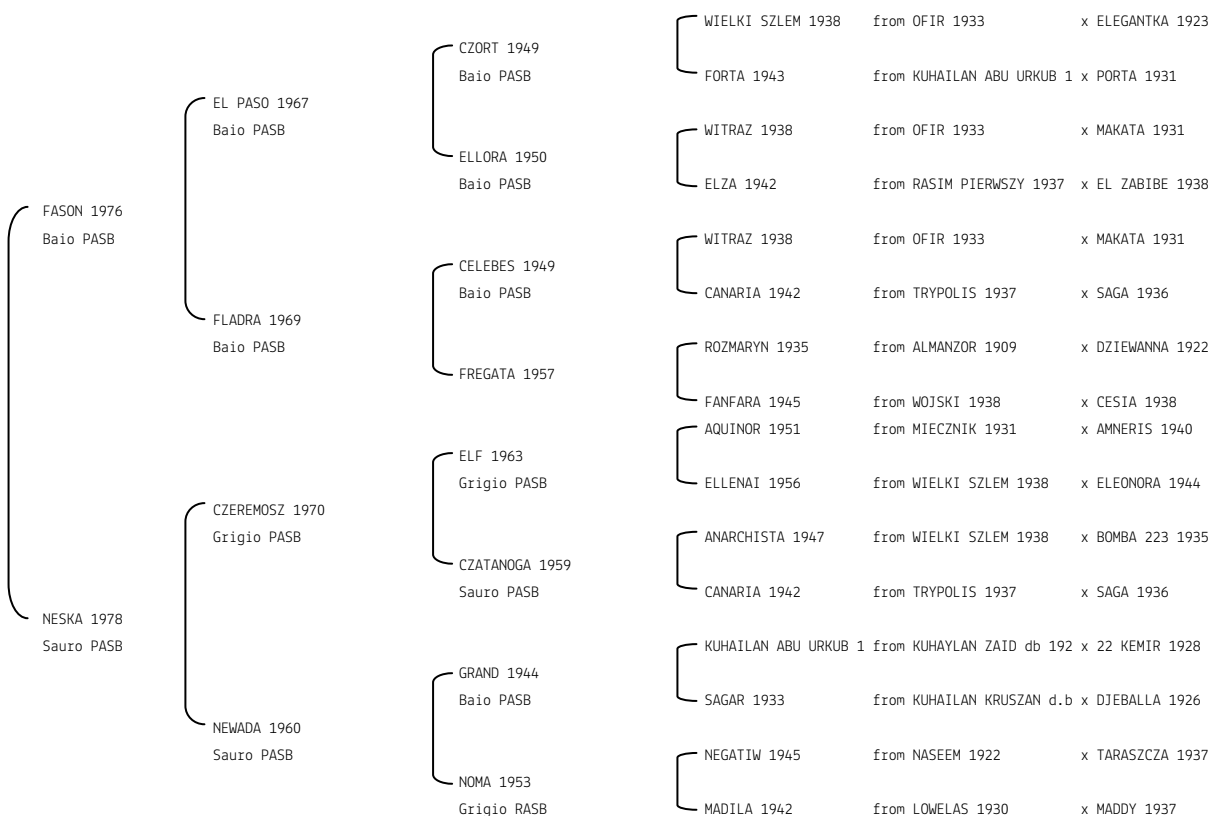 WIELKI SZLEM 1938 from OFIR 1933 x ELEGANTKA 1923
CZORT 1949
Baio PASB
FORTA 1943 from KUHAILAN ABU URKUB 1 x PORTA 1931
EL PASO 1967
Baio PASB
WITRAZ 1938 from OFIR 1933 x MAKATA 1931
ELLORA 1950
Baio PASB
ELZA 1942 from RASIM PIERWSZY 1937 x EL ZABIBE 1938
FASON 1976
Baio PASB
WITRAZ 1938 from OFIR 1933 x MAKATA 1931
CELEBES 1949
Baio PASB
CANARIA 1942 from TRYPOLIS 1937 x SAGA 1936
FLADRA 1969
Baio PASB
ROZMARYN 1935 from ALMANZOR 1909 x DZIEWANNA 1922
FREGATA 1957
FANFARA 1945 from WOJSKI 1938 x CESIA 1938
AQUINOR 1951 from MIECZNIK 1931 x AMNERIS 1940
ELF 1963
Grigio PASB
ELLENAI 1956 from WIELKI SZLEM 1938 x ELEONORA 1944
CZEREMOSZ 1970
Grigio PASB
ANARCHISTA 1947 from WIELKI SZLEM 1938 x BOMBA 223 1935
CZATANOGA 1959
Sauro PASB
CANARIA 1942 from TRYPOLIS 1937 x SAGA 1936
NESKA 1978
Sauro PASB
KUHAILAN ABU URKUB 1 from KUHAYLAN ZAID db 192 x 22 KEMIR 1928
GRAND 1944
Baio PASB
SAGAR 1933 from KUHAILAN KRUSZAN d.b x DJEBALLA 1926
NEWADA 1960
Sauro PASB
NEGATIW 1945 from NASEEM 1922 x TARASZCZA 1937
NOMA 1953
Grigio RASB
MADILA 1942 from LOWELAS 1930 x MADDY 1937